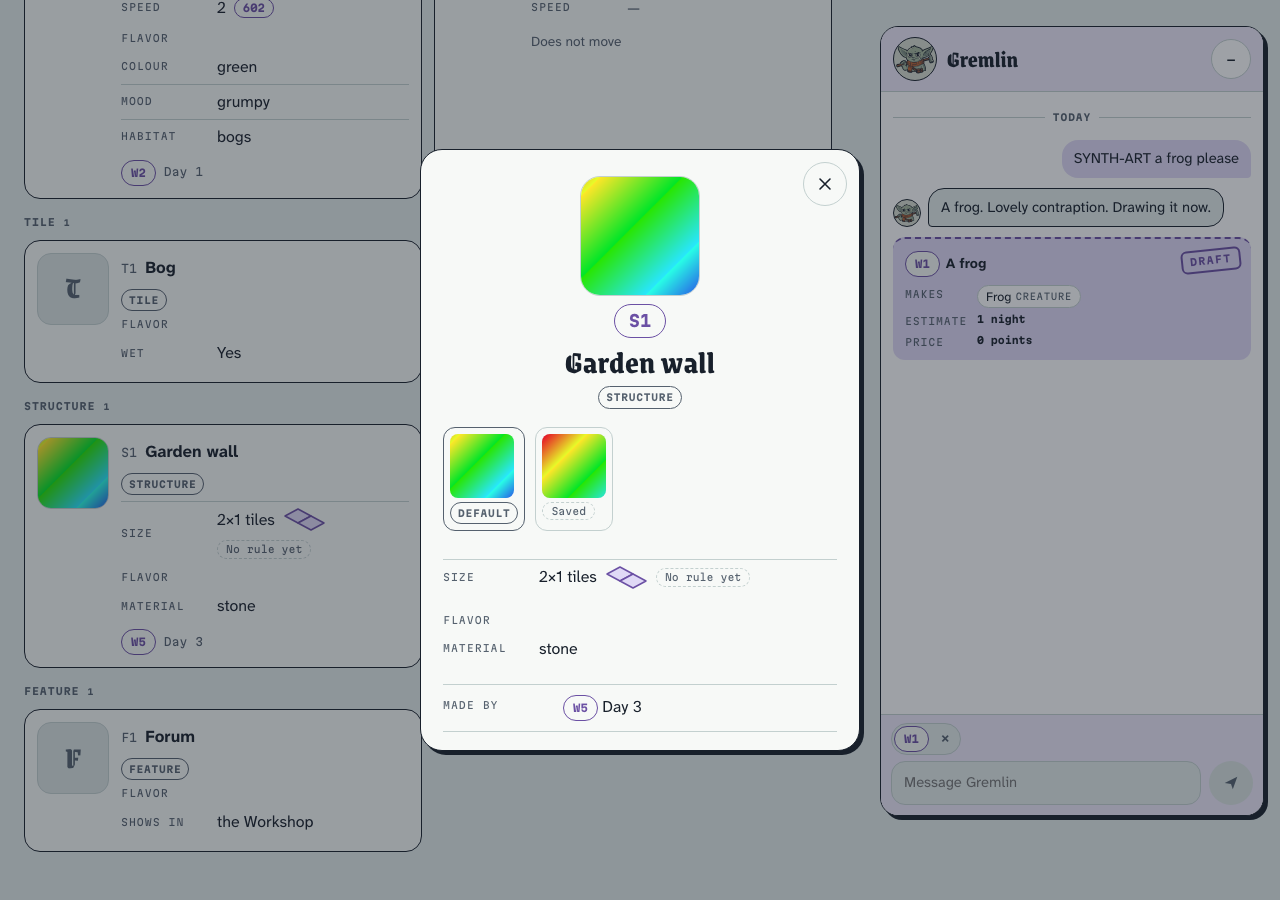 SPEED 2 602
FLAVOR
COLOUR green
MOOD grumpy
HABITAT bogs
W2 Day 1
TILE 1
T
T1 Bog
TILE
FLAVOR
WET Yes
STRUCTURE 1
S1 Garden wall
STRUCTURE
SIZE 2×1 tiles
No rule yet
FLAVOR
MATERIAL stone
W5 Day 3
FEATURE 1
F
F1 Forum
FEATURE
FLAVOR
SHOWS IN the Workshop
SPEED —
Does not move
S1
Garden wall
STRUCTURE
DEFAULT
Saved
SIZE 2×1 tiles No rule yet
FLAVOR
MATERIAL stone
MADE BY W5 Day 3
Gremlin
–
TODAY
SYNTH-ART a frog please
A frog. Lovely contraption. Drawing it now.
W1 A frog DRAFT
MAKES Frog CREATURE
ESTIMATE 1 night
PRICE 0 points
W1 ×
Message Gremlin